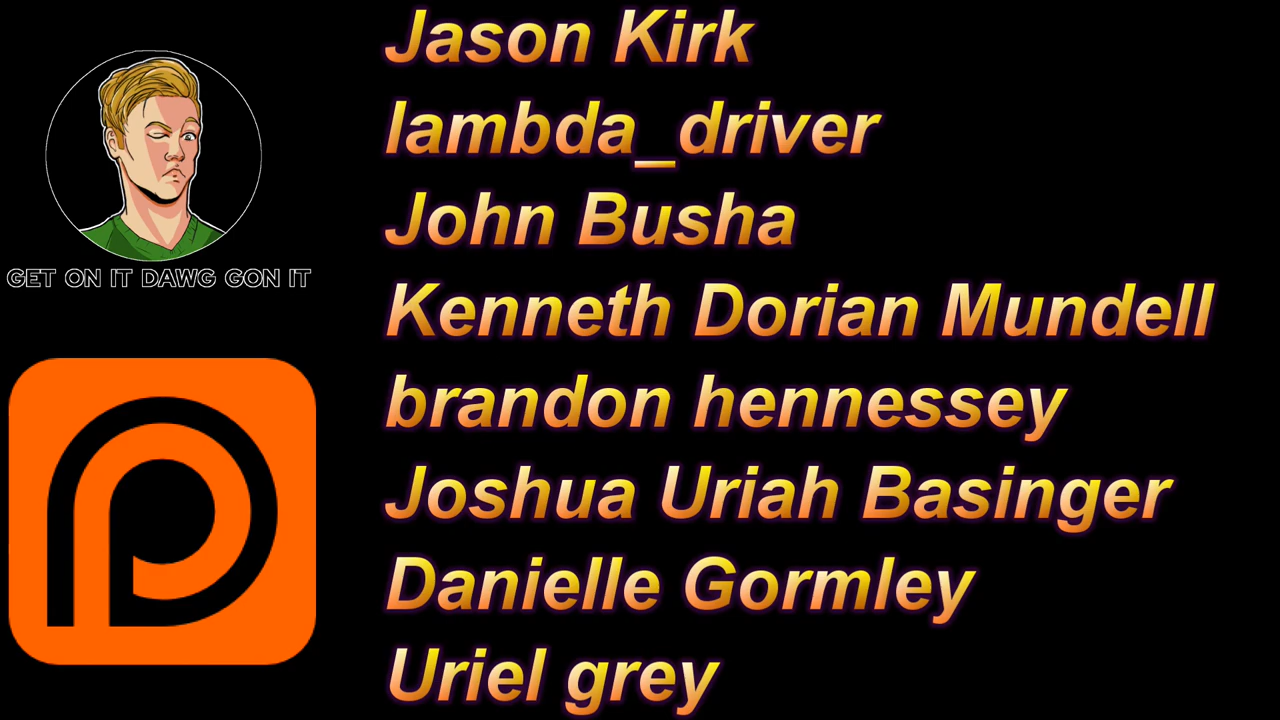 Jason Kirk
lambda_driver
John Busha
Kenneth Dorian Mundell
brandon hennessey
Joshua Uriah Basinger
Danielle Gormley
Uriel grey
GET ON IT DAWG GON IT